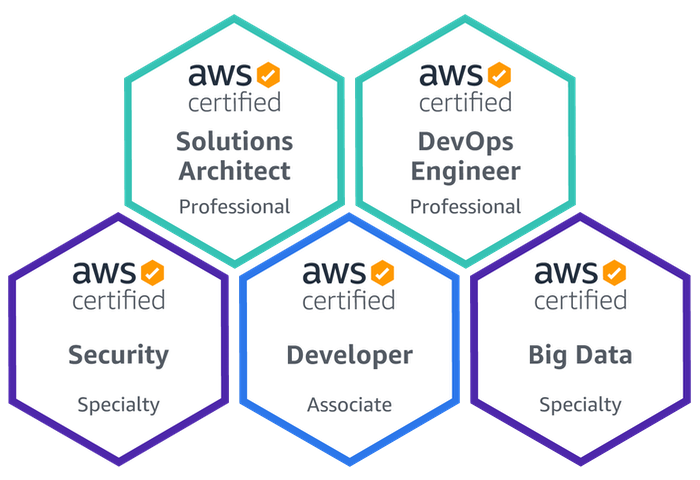 aws
certified
Solutions
Architect
Professional
aws
certified
DevOps
Engineer
Professional
aws
certified
Security
Specialty
aws
certified
Developer
Associate
aws
certified
Big Data
Specialty